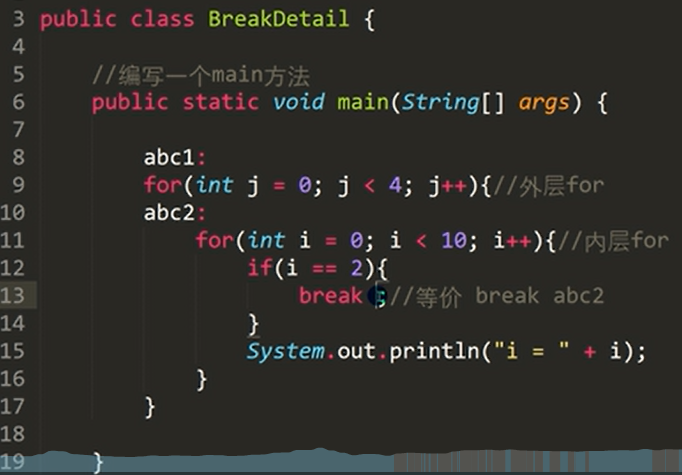 3 public class BreakDetail {
4
5 //编写一个main方法
6 public static void main(String[] args) {
7
8 abc1:
9 for(int j = 0; j < 4; j++){//外层for
10 abc2:
11 for(int i = 0; i < 10; i++){//内层for
12 if(i == 2){
13 break ;//等价 break abc2
14 }
15 System.out.println("i = " + i);
16 }
17 }
18
19 }